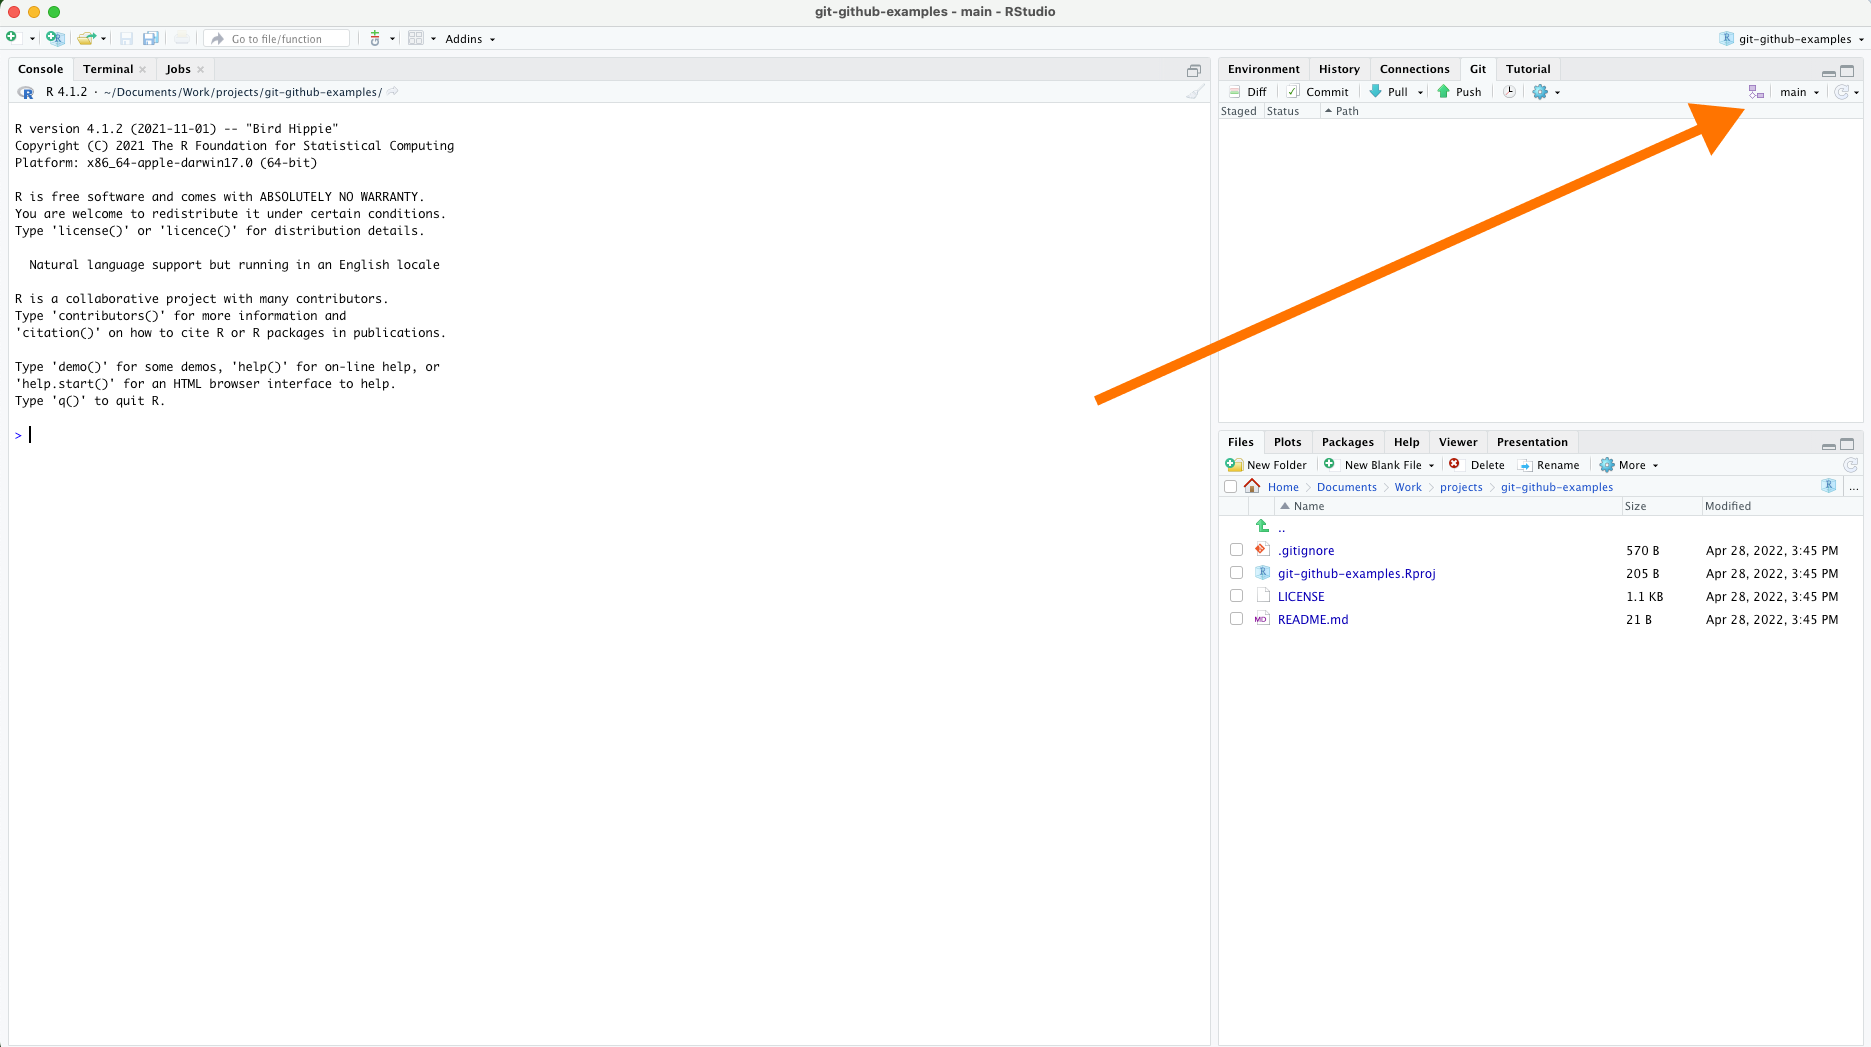 git-github-examples - main - RStudio
Go to file/function
Addins
git-github-examples
Console Terminal Jobs
R 4.1.2 · ~/Documents/Work/projects/git-github-examples/
R version 4.1.2 (2021-11-01) -- "Bird Hippie"
Copyright (C) 2021 The R Foundation for Statistical Computing
Platform: x86_64-apple-darwin17.0 (64-bit)
R is free software and comes with ABSOLUTELY NO WARRANTY.
You are welcome to redistribute it under certain conditions.
Type 'license()' or 'licence()' for distribution details.
Natural language support but running in an English locale
R is a collaborative project with many contributors.
Type 'contributors()' for more information and
'citation()' on how to cite R or R packages in publications.
Type 'demo()' for some demos, 'help()' for on-line help, or
'help.start()' for an HTML browser interface to help.
Type 'q()' to quit R.
>
Environment History Connections Git Tutorial
Diff Commit Pull Push main
Staged Status Path
Files Plots Packages Help Viewer Presentation
New Folder New Blank File Delete Rename More
Home Documents Work projects git-github-examples ...
Name Size Modified
..
.gitignore 570 B Apr 28, 2022, 3:45 PM
git-github-examples.Rproj 205 B Apr 28, 2022, 3:45 PM
LICENSE 1.1 KB Apr 28, 2022, 3:45 PM
README.md 21 B Apr 28, 2022, 3:45 PM